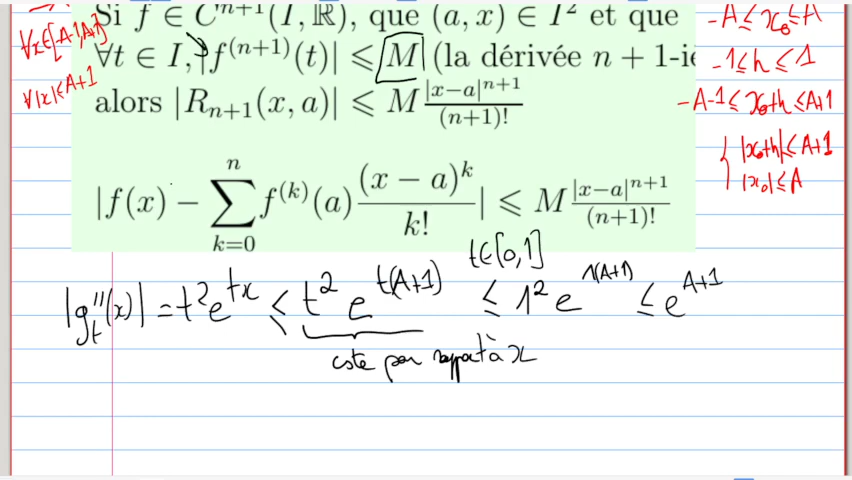 Si f ∈ C^{n+1}(I, ℝ), que (a, x) ∈ I² et que
∀t ∈ I, |f^{(n+1)}(t)| ⩽ M (la dérivée n + 1-iè
alors |R_{n+1}(x, a)| ⩽ M |x−a|^{n+1}/(n+1)!
|f(x) − ∑_{k=0}^{n} f^{(k)}(a) (x − a)^k/k!| ⩽ M |x−a|^{n+1}/(n+1)!
∀x∈[-A-1,A+1]
∀|x|≤A+1
-A ≤ x₀ ≤ A
-1 ≤ h ≤ 1
-A-1 ≤ x₀+h ≤ A+1
{ |x₀+h| ≤ A+1
|x₀| ≤ A
t∈[0,1]
|g_t''(x)| = t² e^{tx} ≤ t² e^{t(A+1)} ≤ 1² e^{1(A+1)} ≤ e^{A+1}
cste par rapport à x